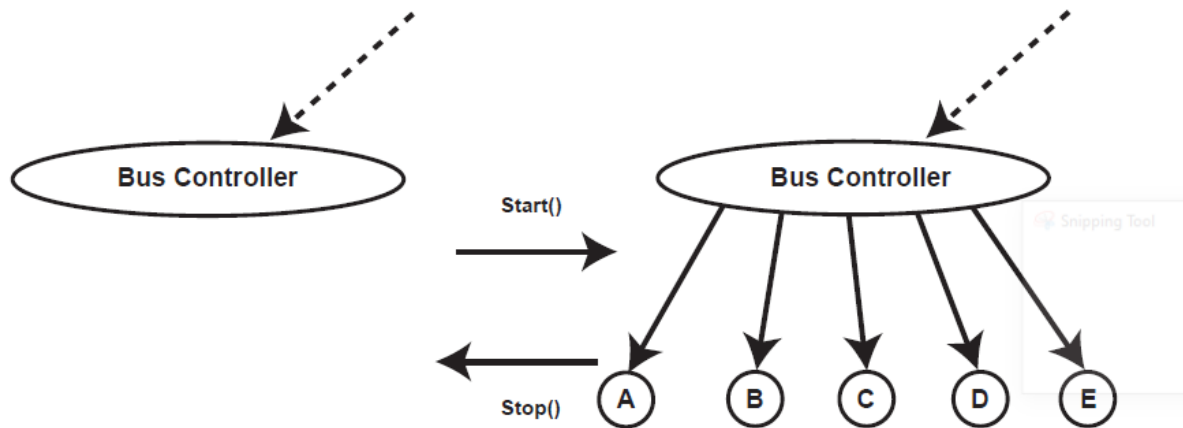 Bus Controller
Bus Controller
Start()
Snipping Tool
Stop()
A
B
C
D
E